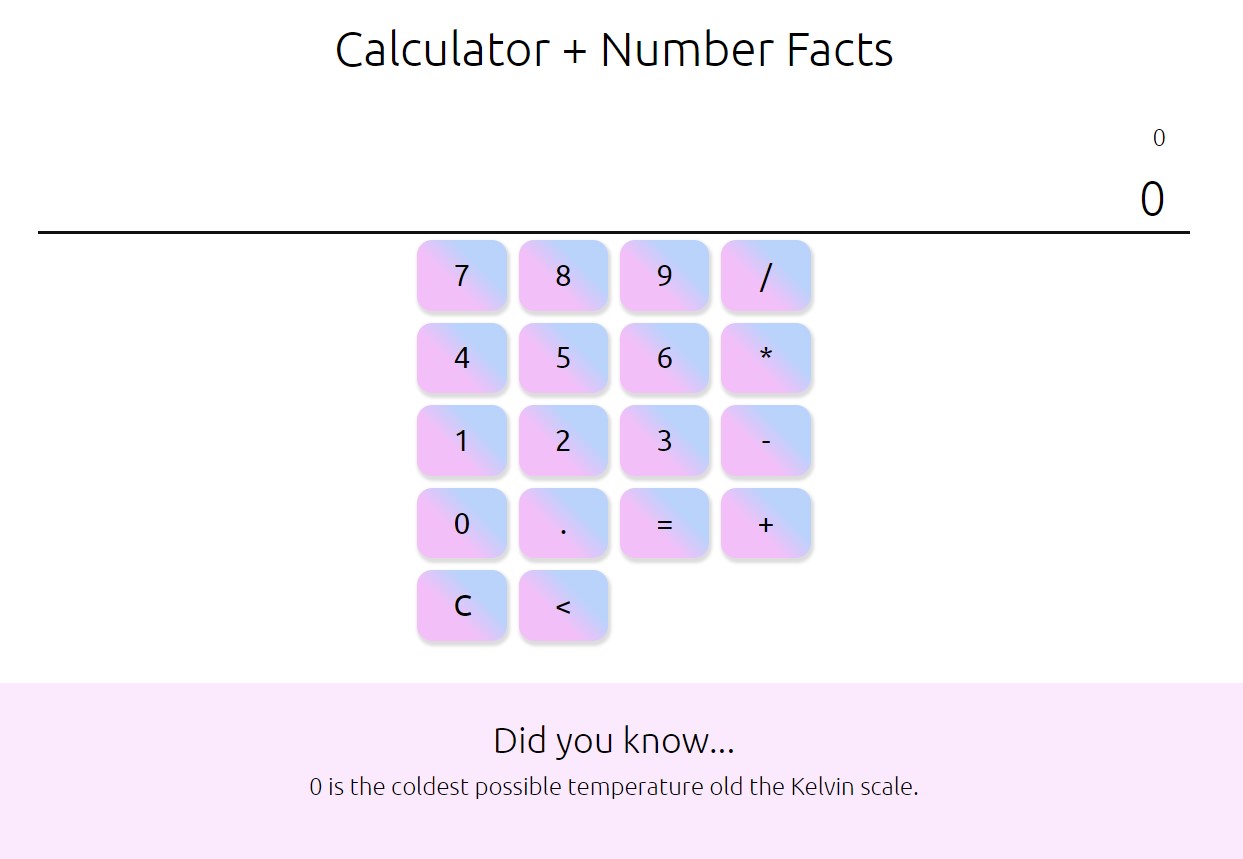 Calculator + Number Facts
0
0
7 8 9 /
4 5 6 *
1 2 3 -
0 . = +
C <
Did you know...
0 is the coldest possible temperature old the Kelvin scale.